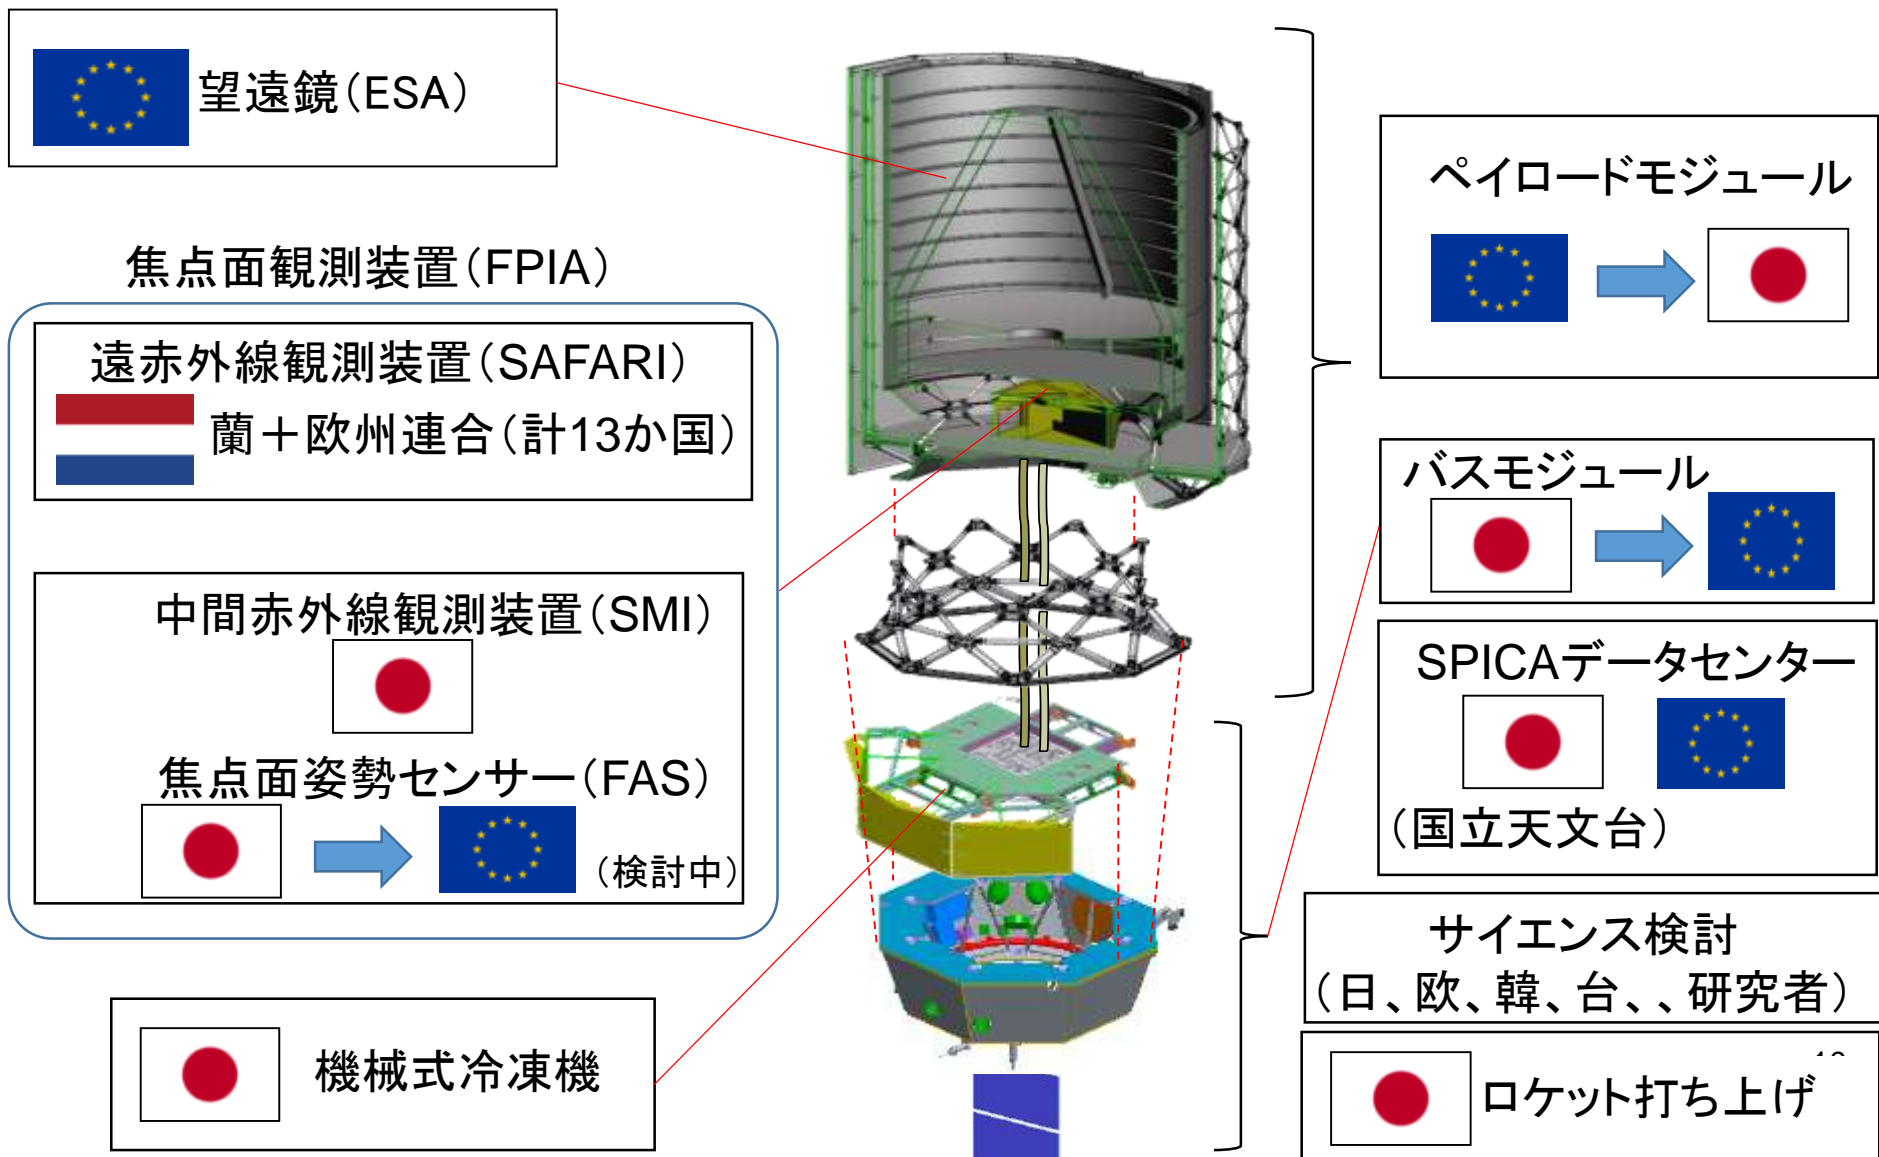 望遠鏡（ESA）
焦点面観測装置（FPIA）
遠赤外線観測装置（SAFARI）
蘭＋欧州連合（計13か国）
中間赤外線観測装置（SMI）
焦点面姿勢センサー（FAS）
（検討中）
機械式冷凍機
ペイロードモジュール
バスモジュール
SPICAデータセンター
（国立天文台）
サイエンス検討
（日、欧、韓、台、、研究者）
ロケット打ち上げ